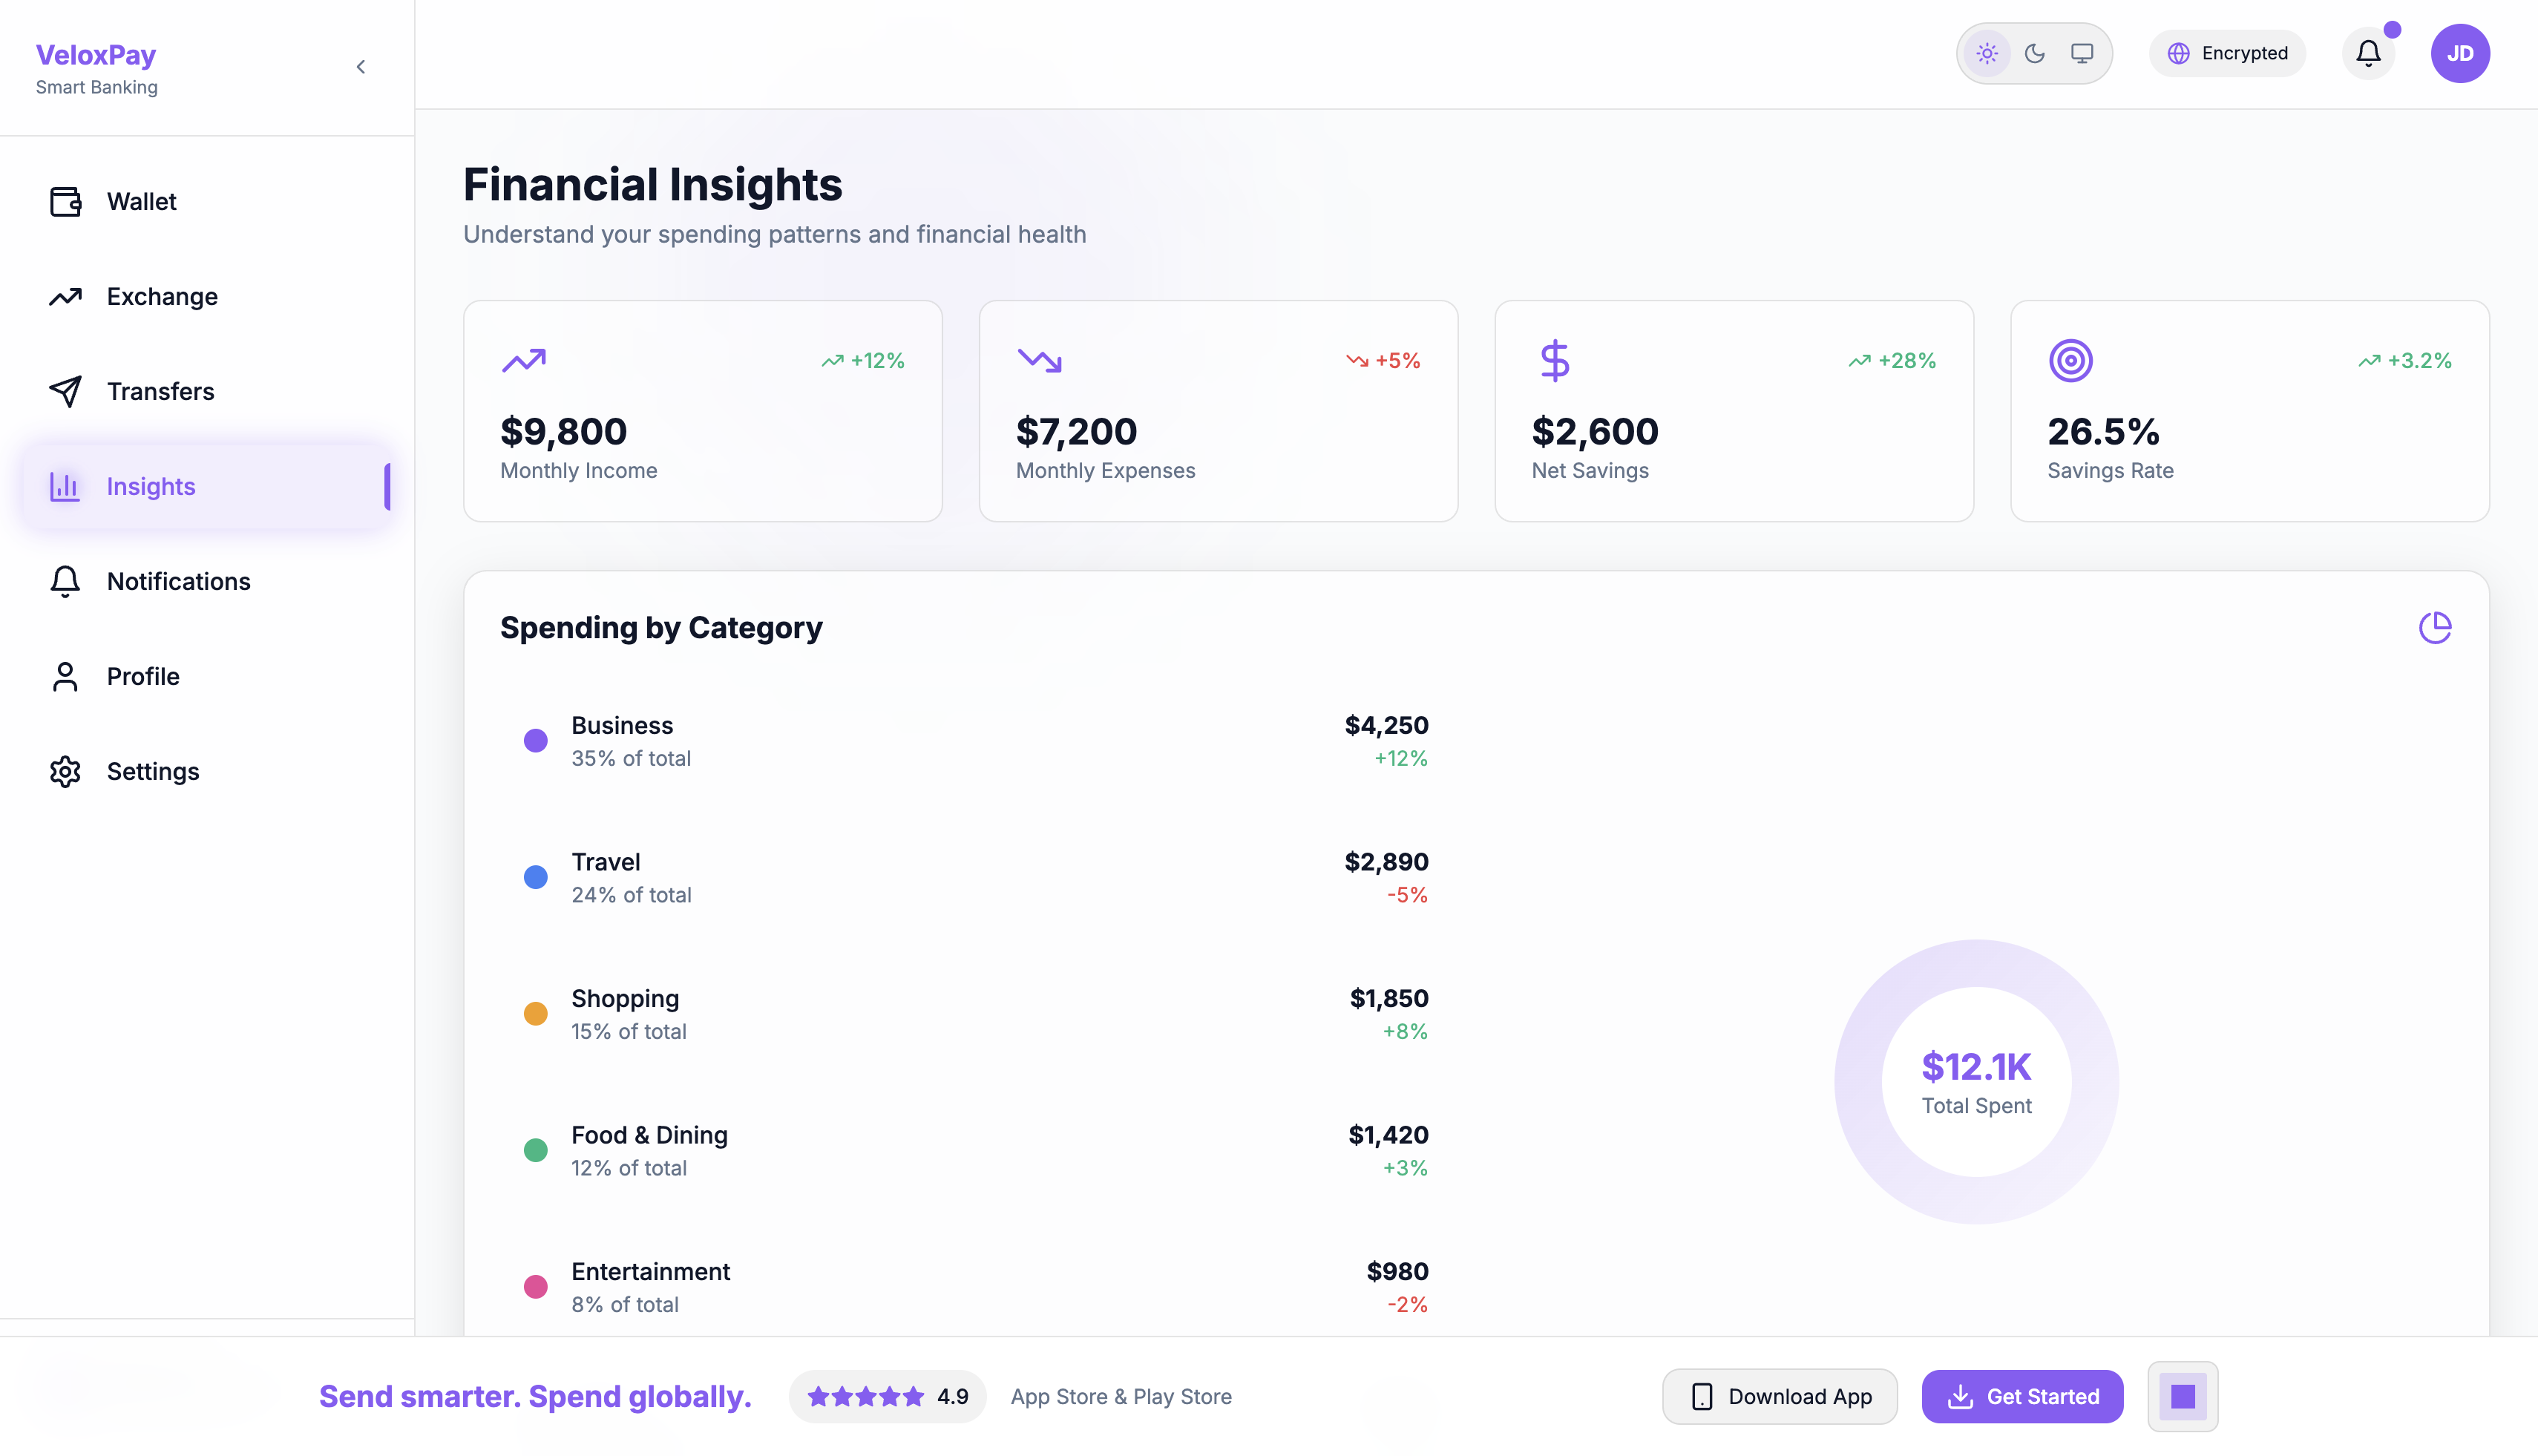 VeloxPay
Smart Banking
Wallet
Exchange
Transfers
Insights
Notifications
Profile
Settings
Encrypted
JD
Financial Insights
Understand your spending patterns and financial health
+12%
$9,800
Monthly Income
+5%
$7,200
Monthly Expenses
+28%
$2,600
Net Savings
+3.2%
26.5%
Savings Rate
Spending by Category
Business
35% of total
$4,250
+12%
Travel
24% of total
$2,890
-5%
Shopping
15% of total
$1,850
+8%
Food & Dining
12% of total
$1,420
+3%
Entertainment
8% of total
$980
-2%
$12.1K
Total Spent
Send smarter. Spend globally.
4.9
App Store & Play Store
Download App
Get Started